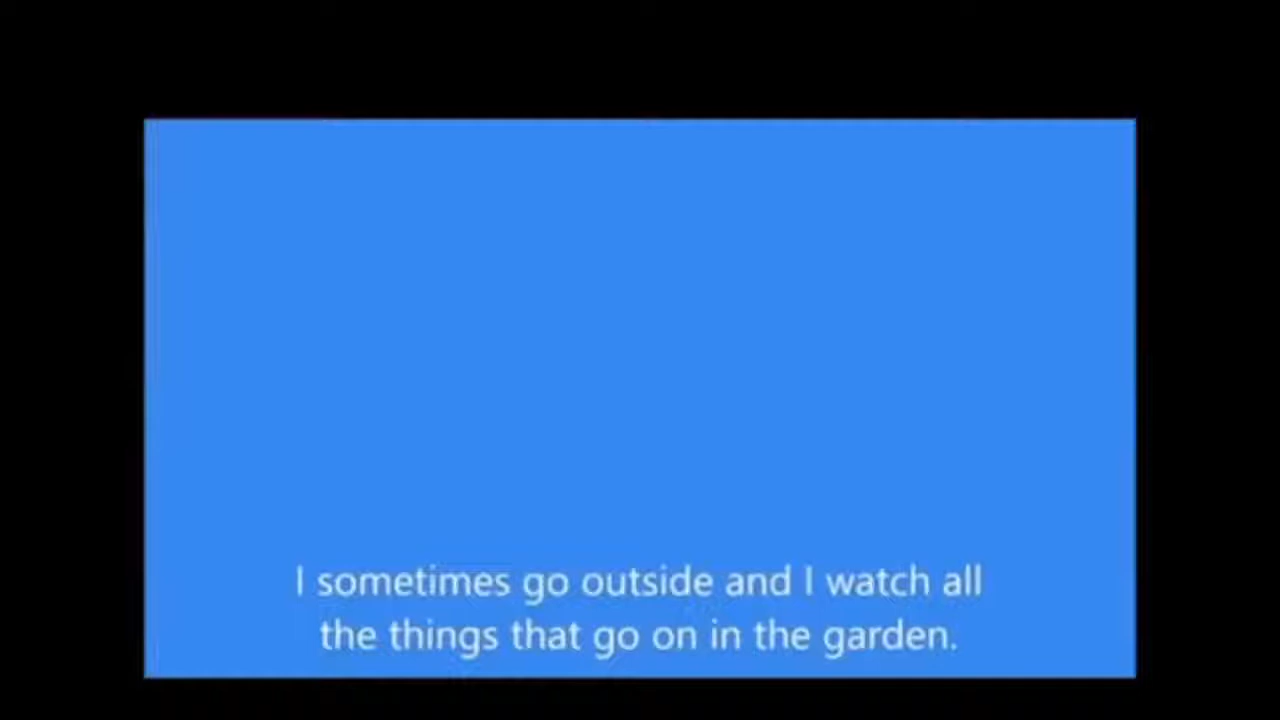 I sometimes go outside and I watch all
the things that go on in the garden.